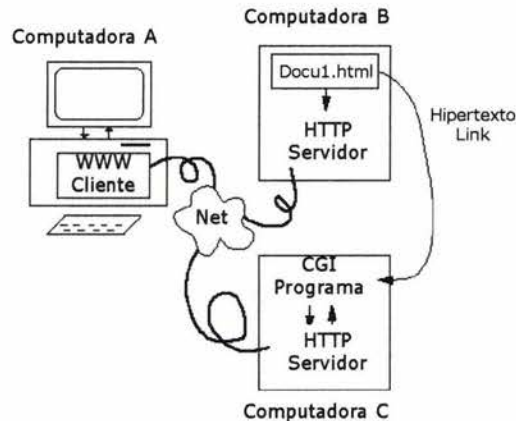 Computadora A
WWW
Cliente
Net
Computadora B
Docu1.html
HTTP
Servidor
Hipertexto
Link
CGI
Programa
HTTP
Servidor
Computadora C